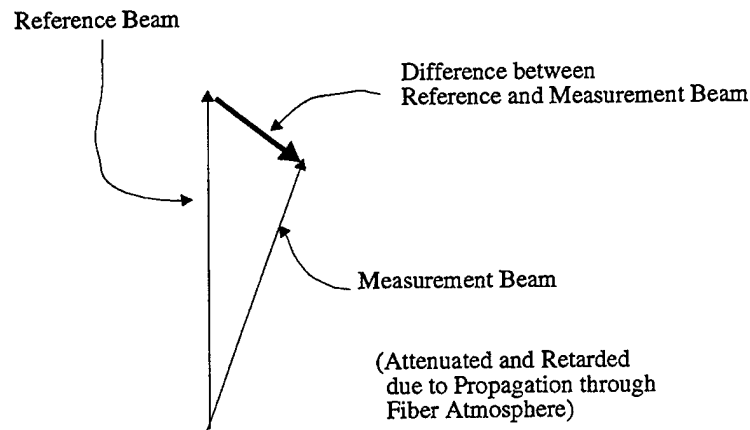 Reference Beam
Difference between
Reference and Measurement Beam
Measurement Beam
(Attenuated and Retarded
due to Propagation through
Fiber Atmosphere)